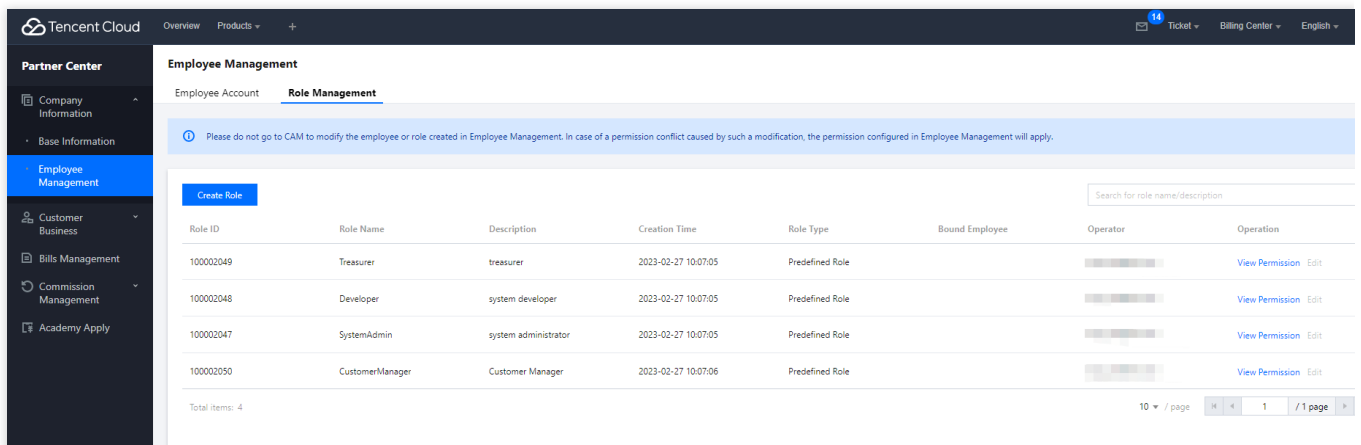 Tencent Cloud Overview Products + 14 Ticket Billing Center English
Partner Center
Employee Management
Employee Account Role Management
Company
Information
Please do not go to CAM to modify the employee or role created in Employee Management. In case of a permission conflict caused by such a modification, the permission configured in Employee Management will apply.
Base Information
Employee
Management
Create Role
Search for role name/description
Customer
Business
Role ID Role Name Description Creation Time Role Type Bound Employee Operator Operation
Bills Management
100002049 Treasurer treasurer 2023-02-27 10:07:05 Predefined Role View Permission Edit
Commission
Management
100002048 Developer system developer 2023-02-27 10:07:05 Predefined Role View Permission Edit
Academy Apply
100002047 SystemAdmin system administrator 2023-02-27 10:07:05 Predefined Role View Permission Edit
100002050 CustomerManager Customer Manager 2023-02-27 10:07:06 Predefined Role View Permission Edit
Total items: 4 10 / page 1 / 1 page